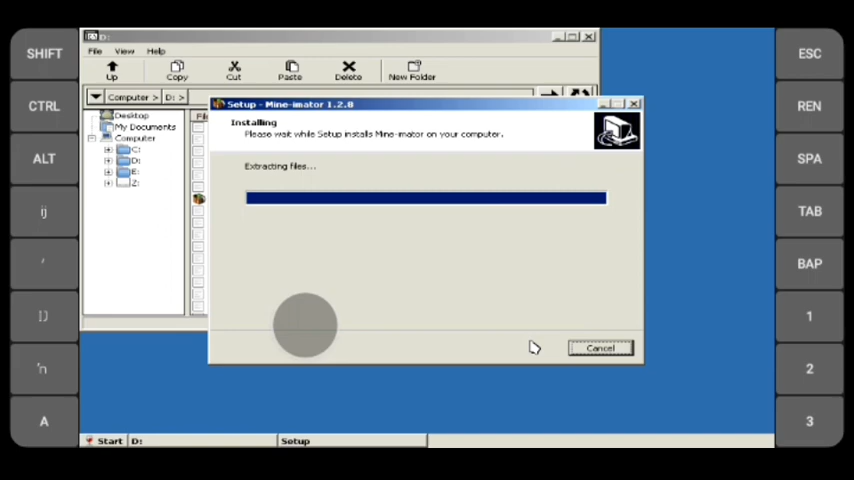 SHIFT
CTRL
ALT
ij
[]
'n
A
D:
File View Help
Up Copy Cut Paste Delete New Folder
Computer > D: >
Desktop
My Documents
Computer
C:
D:
E:
Z:
Setup - Mine-imator 1.2.8
Installing
Please wait while Setup installs Mine-imator on your computer.
Extracting files...
Cancel
Start D: Setup
ESC
REN
SPA
TAB
BAP
1
2
3